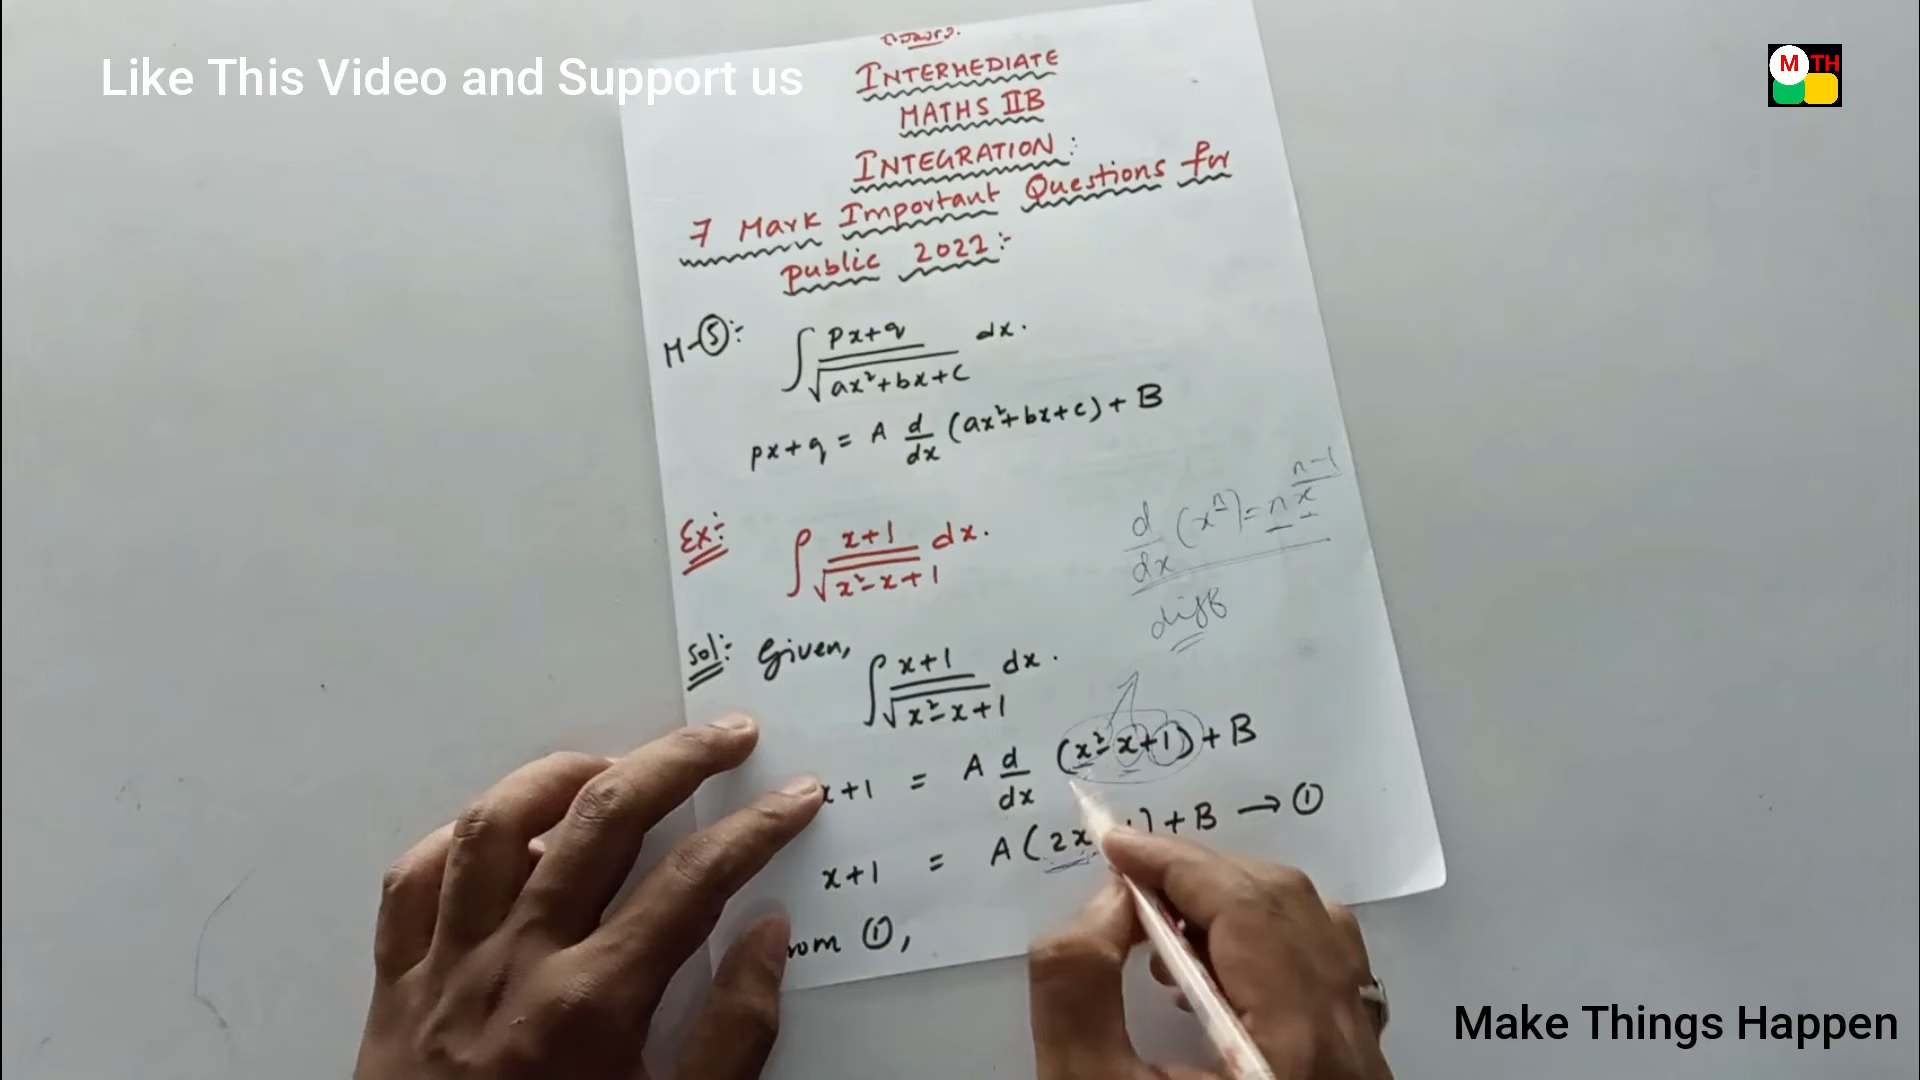 Like This Video and Support us
M TH
INTERMEDIATE
MATHS IIB
INTEGRATION:
7 Mark Important Questions for
public 2022:-
M-⑤:- ∫ px+q / √ax²+bx+c dx.
px+q = A d/dx (ax²+bx+c) + B
Ex:- ∫ x+1 / √x²-x+1 dx.
d/dx (xⁿ) = n xⁿ⁻¹
diff
Sol:- Given, ∫ x+1 / √x²-x+1 dx.
x+1 = A d/dx (x²-x+1) + B
x+1 = A(2x ) + B → ①
①,
Make Things Happen